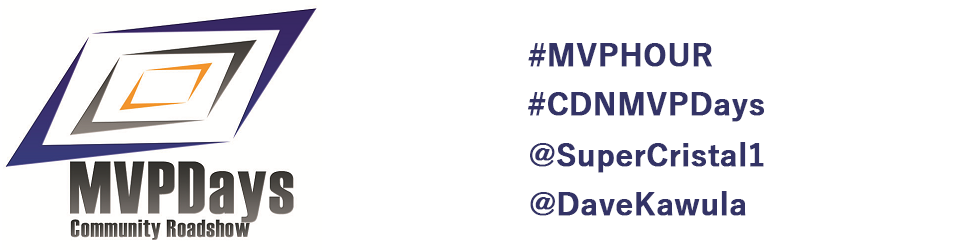 MVPDays
Community Roadshow
#MVPHOUR
#CDNMVPDays
@SuperCristal1
@DaveKawula